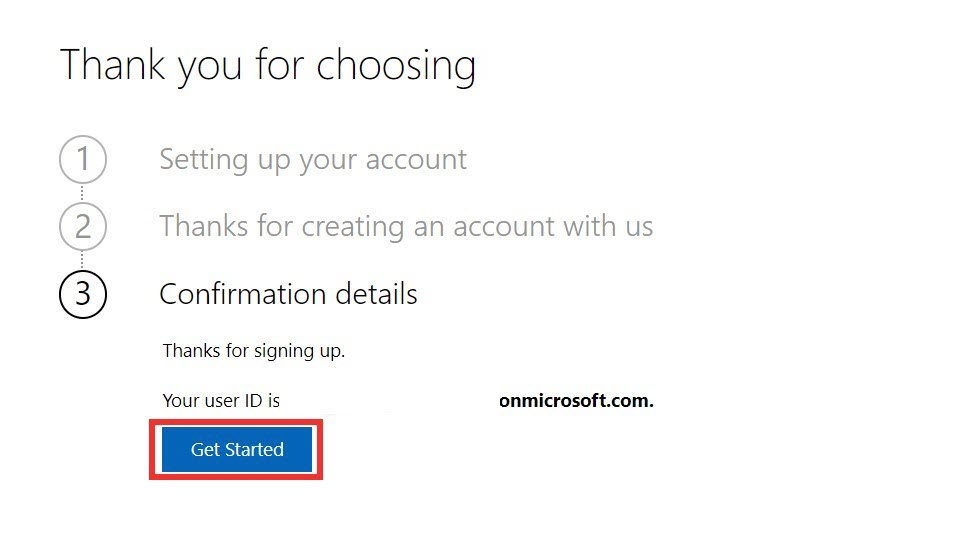 Thank you for choosing
1 Setting up your account
2 Thanks for creating an account with us
3 Confirmation details
Thanks for signing up.
Your user ID is onmicrosoft.com.
Get Started